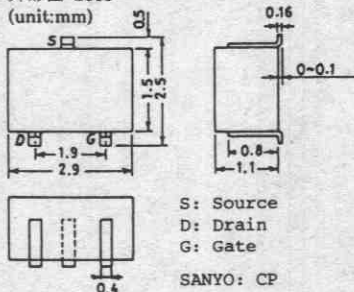 (unit:mm)
0.16
S
0.5
1.5
2.5
0~0.1
D
G
1.9
2.9
0.8
1.1
0.4
S: Source
D: Drain
G: Gate
SANYO: CP